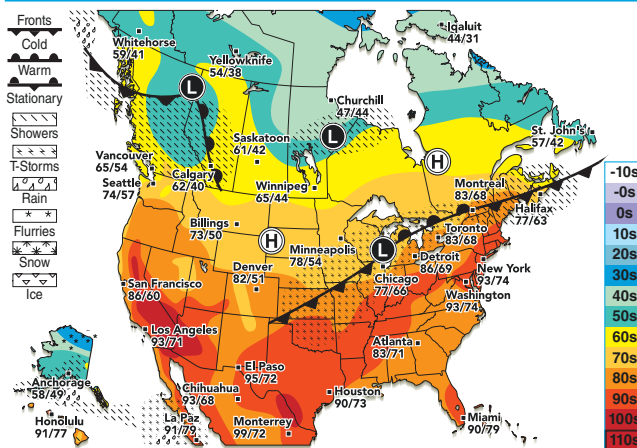 Fronts
Cold
Warm
Stationary
Showers
T-Storms
Rain
Flurries
Snow
Ice
Whitehorse
59/41
Yellowknife
54/38
Iqaluit
44/31
Churchill
47/44
L
L
Saskatoon
61/42
Vancouver
65/54
Seattle
74/57
Calgary
62/40
Winnipeg
65/44
H
St. John's
57/42
Montreal
83/68
Halifax
77/63
Billings
73/50
H
Minneapolis
78/54
L
Toronto
83/68
Detroit
86/69
Chicago
77/66
New York
93/74
Washington
93/74
Denver
82/51
San Francisco
86/60
Los Angeles
93/71
Atlanta
83/71
El Paso
95/72
Chihuahua
93/68
Houston
90/73
Anchorage
58/49
Honolulu
91/77
La Paz
91/79
Monterrey
99/72
Miami
90/79
-10s
-0s
0s
10s
20s
30s
40s
50s
60s
70s
80s
90s
100s
110s